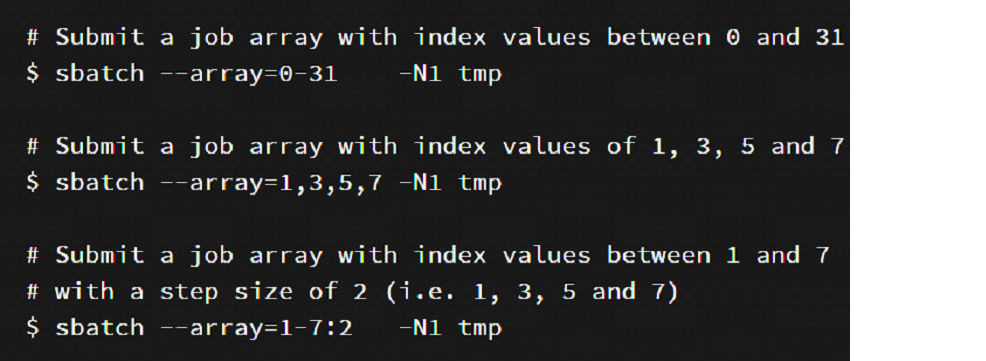 # Submit a job array with index values between 0 and 31
$ sbatch --array=0-31    -N1 tmp
# Submit a job array with index values of 1, 3, 5 and 7
$ sbatch --array=1,3,5,7 -N1 tmp
# Submit a job array with index values between 1 and 7
# with a step size of 2 (i.e. 1, 3, 5 and 7)
$ sbatch --array=1-7:2   -N1 tmp